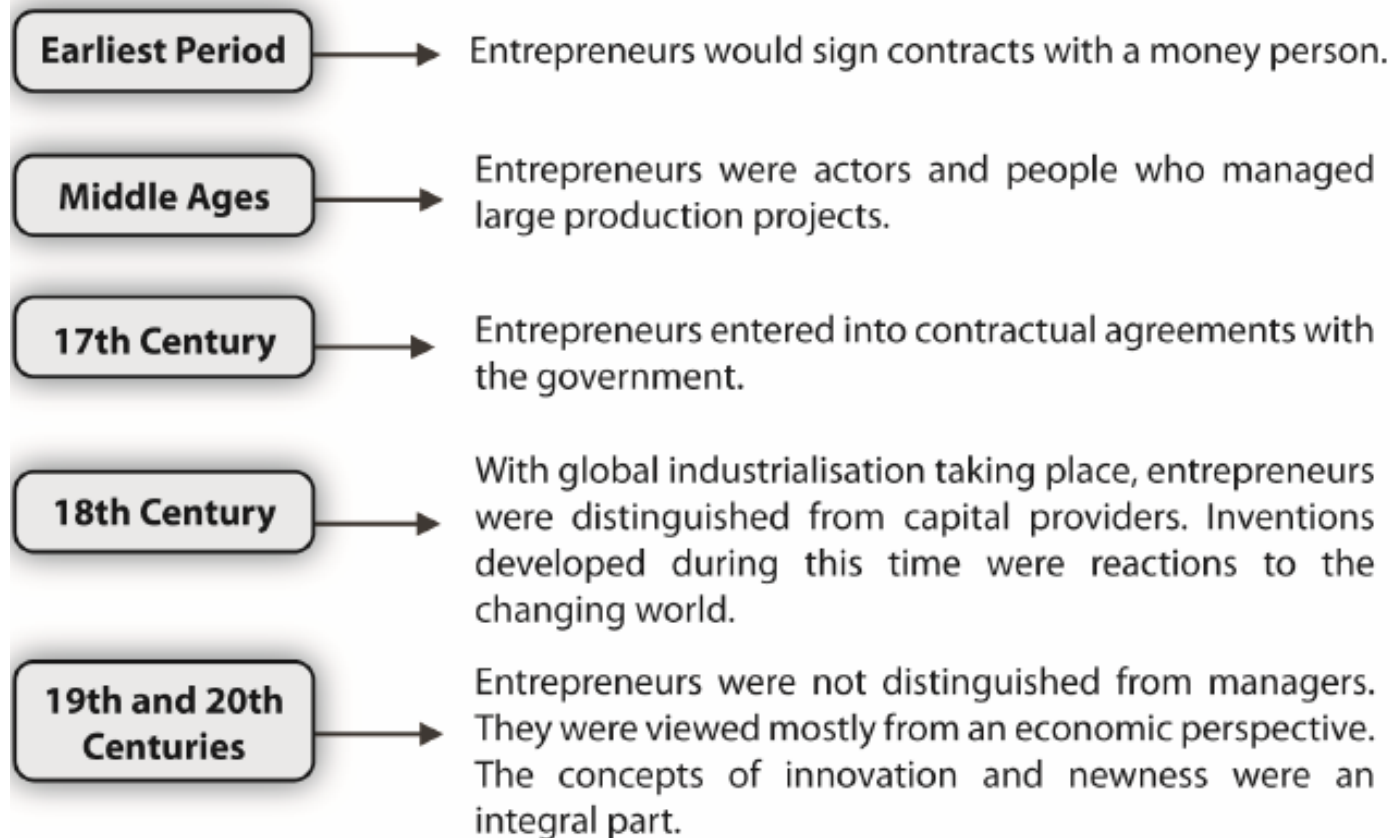 Earliest Period
Entrepreneurs would sign contracts with a money person.
Middle Ages
Entrepreneurs were actors and people who managed
large production projects.
17th Century
Entrepreneurs entered into contractual agreements with
the government.
18th Century
With global industrialisation taking place, entrepreneurs
were distinguished from capital providers. Inventions
developed during this time were reactions to the
changing world.
19th and 20th
Centuries
Entrepreneurs were not distinguished from managers.
They were viewed mostly from an economic perspective.
The concepts of innovation and newness were an
integral part.